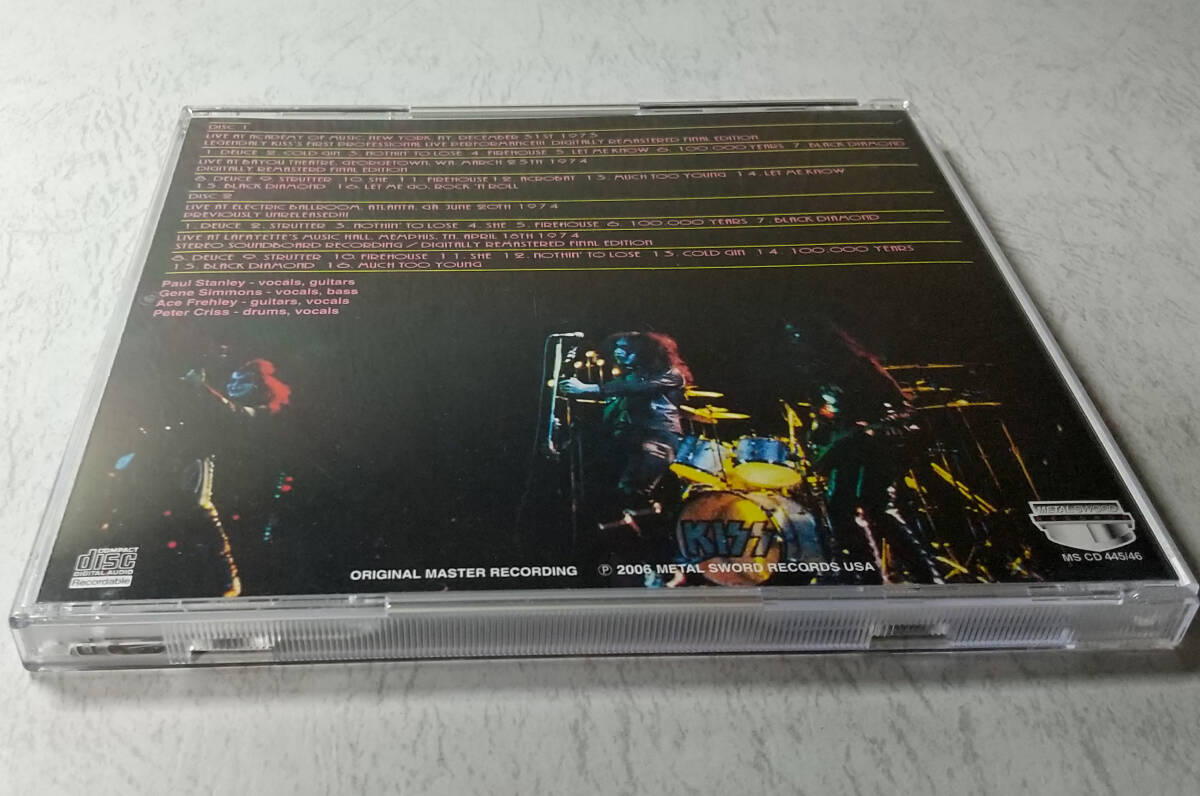 DISC 1
LIVE AT ACADEMY OF MUSIC, NEW YORK, NY. DECEMBER 31ST 1973
LEGENDALY KISS'S FIRST PROFESSIONAL LIVE PERFORMANCE!!! DIGITALLY REMASTERED FINAL EDITION
1. DEUCE 2. COLD GIN 3. NOTHIN' TO LOSE 4. FIREHOUSE 5. LET ME KNOW 6. 100.000 YEARS 7. BLACK DIAMOND
LIVE AT BAYOU THEATRE, GEORGETOWN, WA. MARCH 25TH 1974
DIGITALLY REMASTERD FINAL EDITION
8. DEUCE 9. STRUTTER 10. SHE 11. FIREHOUSE 12. ACROBAT 13. MUCH TOO YOUNG 14. LET ME KNOW
15. BLACK DIAMOND 16. LET ME GO, ROCK 'N ROLL
DISC 2
LIVE AT ELECTRIC BALLROOM, ATLANTA, GA JUNE 20TH 1974
PREVIOUSLY UNRELEASED!!!
1. DEUCE 2. STRUTTER 3. NOTHIN' TO LOSE 4. SHE 5. FIREHOUSE 6. 100.000 YEARS 7. BLACK DIAMOND
LIVE AT LAFAYETTE'S MUSIC HALL, MEMPHIS, TN. APRIL 18TH 1974
STEREO SOUNDBOARD RECORDING / DIGITALLY REMASTERED FINAL EDITION
8. DEUCE 9. STRUTTER 10. FIREHOUSE 11. SHE 12. NOTHIN' TO LOSE 13. COLD GIN 14. 100.000 YEARS
15. BLACK DIAMOND 16. MUCH TOO YOUNG
Paul Stanley - vocals, guitars
Gene Simmons - vocals, bass
Ace Frehley - guitars, vocals
Peter Criss - drums, vocals
KISS
METAL SWORD
RECORDS
MS CD 445/46
COMPACT
disc
DIGITAL AUDIO
Recordable
ORIGINAL MASTER RECORDING ℗ 2006 METAL SWORD RECORDS USA